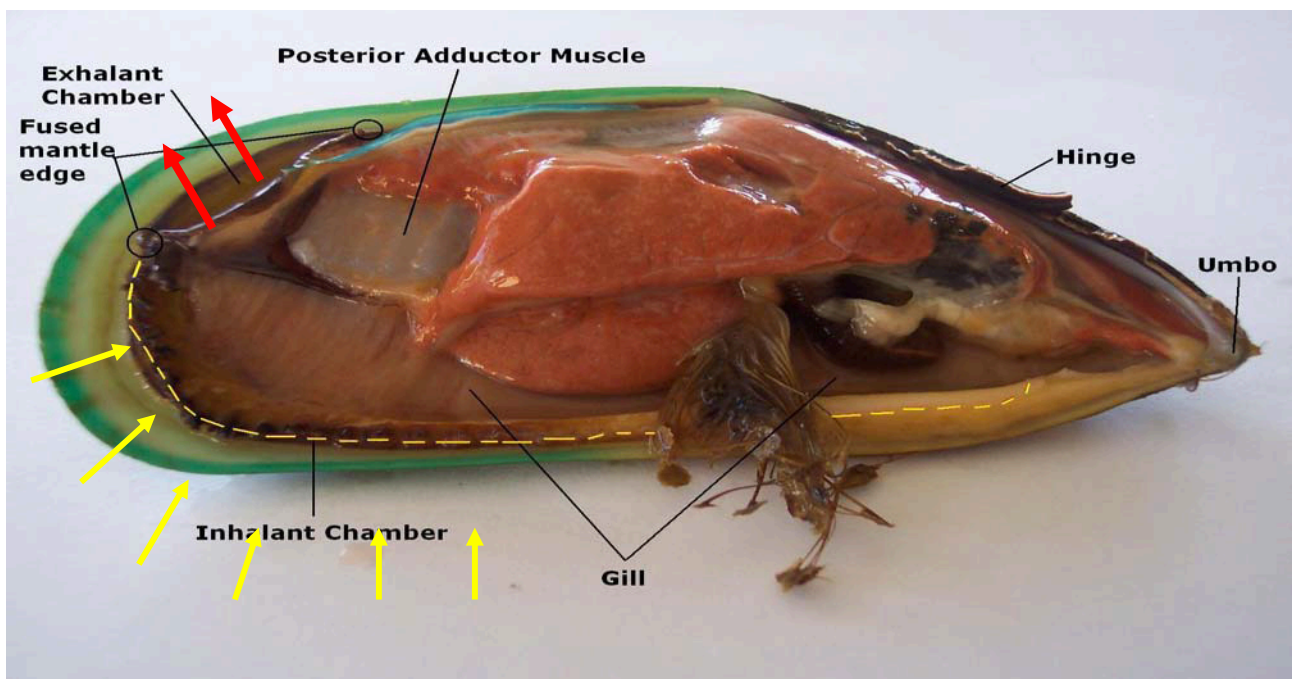 Posterior Adductor Muscle
Exhalant
Chamber
Fused
mantle
edge
Hinge
Umbo
Inhalant Chamber
Gill